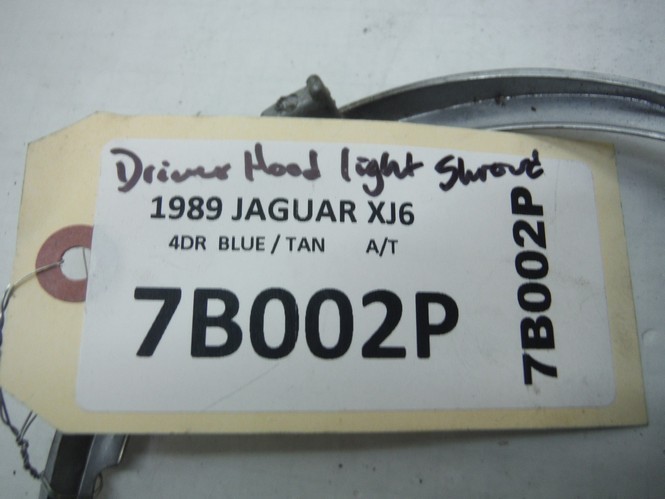 Driver Hood light Shroud
1989 JAGUAR XJ6
4DR BLUE / TAN A/T
7B002P
7B002P